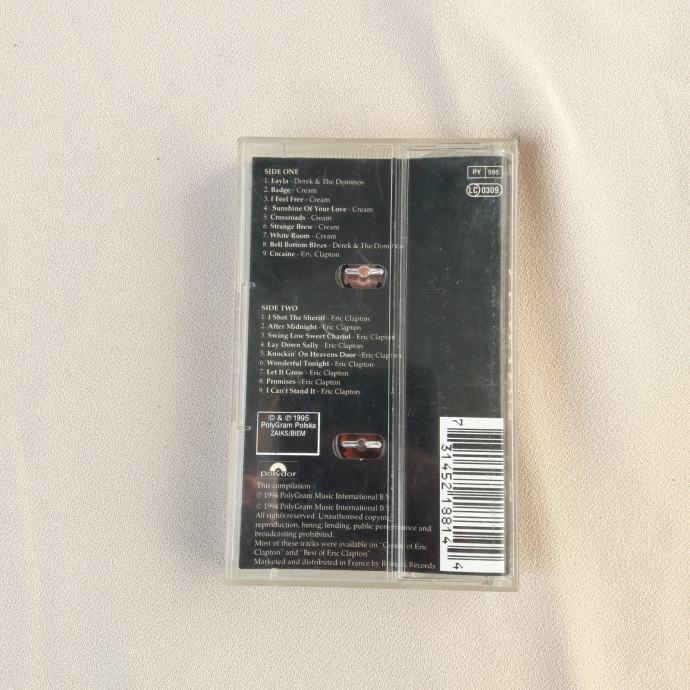 SIDE ONE
1. Layla - Derek & The Dominos
2. Badge - Cream
3. I Feel Free - Cream
4. Sunshine Of Your Love - Cream
5. Crossroads - Cream
6. Strange Brew - Cream
7. White Room - Cream
8. Bell Bottom Blues - Derek & The Dominos
9. Cocaine - Eric Clapton
SIDE TWO
1. I Shot The Sheriff - Eric Clapton
2. After Midnight - Eric Clapton
3. Swing Low Sweet Chariot - Eric Clapton
4. Lay Down Sally - Eric Clapton
5. Knockin' On Heavens Door - Eric Clapton
6. Wonderful Tonight - Eric Clapton
7. Let It Grow - Eric Clapton
8. Promises - Eric Clapton
9. I Can't Stand It - Eric Clapton
© & ℗ 1995
PolyGram Polska
ZAIKS/BIEM
polydor
This compilation
℗ 1994 PolyGram Music International B.V.
© 1994 PolyGram Music International B.V.
All rights reserved. Unauthorised copying,
reproduction, hiring, lending, public performance and
broadcasting prohibited.
Most of these tracks were available on "Cream of Eric
Clapton" and "Best of Eric Clapton"
Marketed and distributed in France by Remark Records
PY 595
LC 0309
7 31452 18814 4